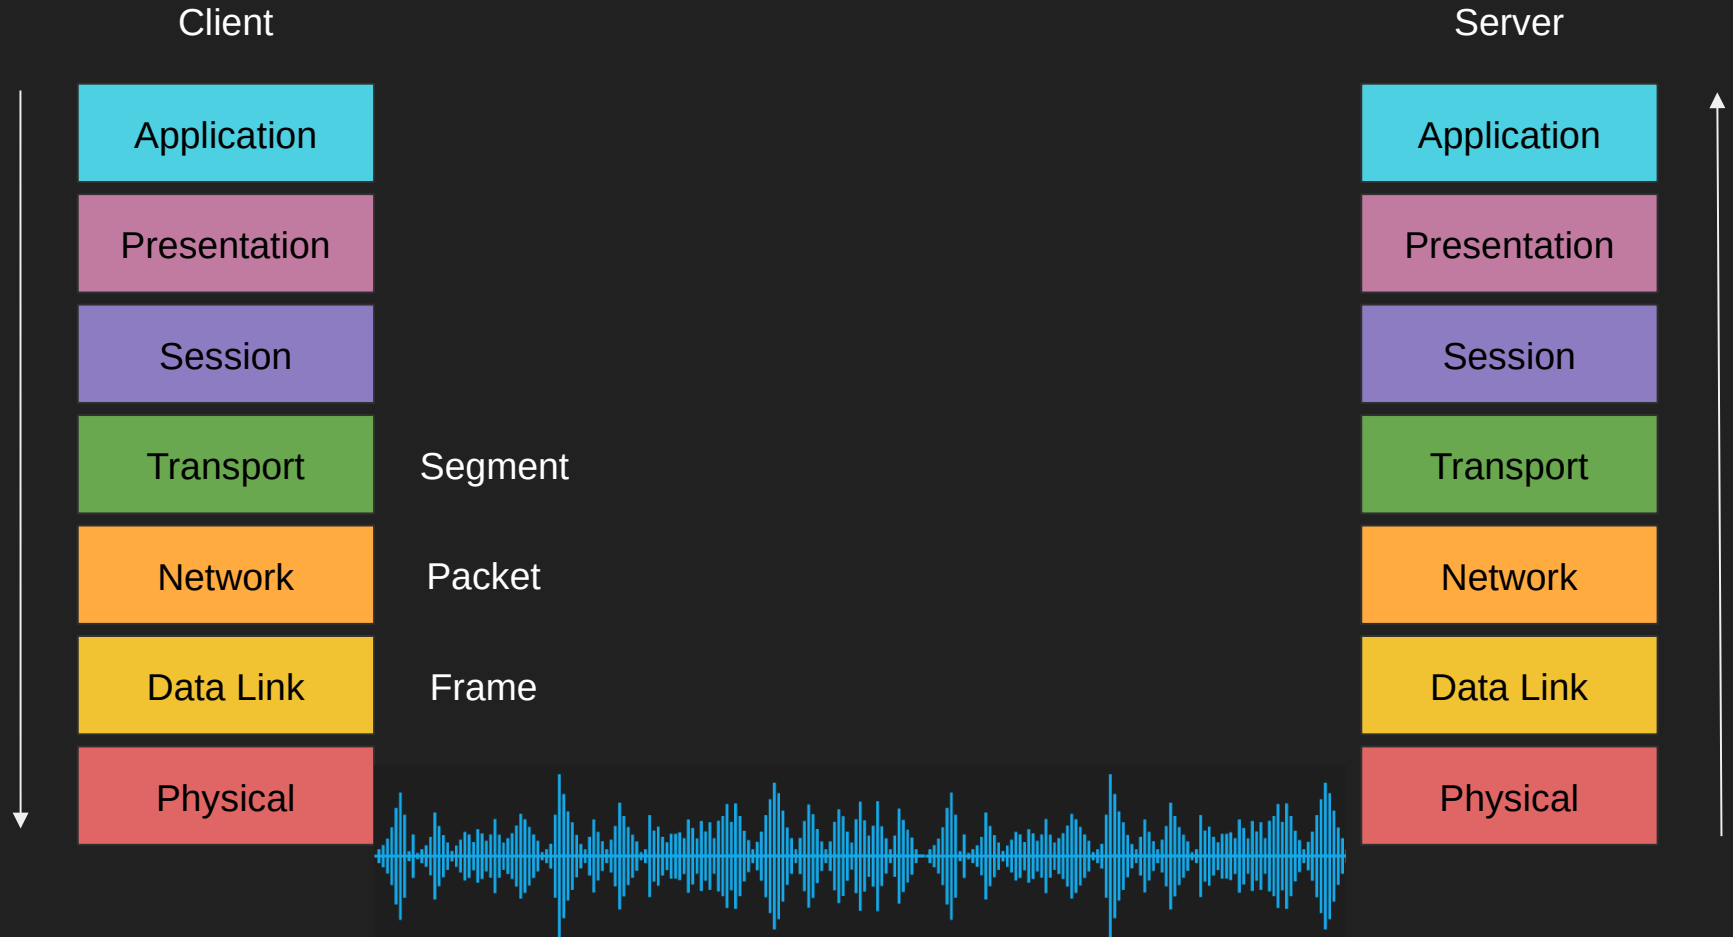 Client
Server
Application
Application
Presentation
Presentation
Session
Session
Transport
Segment
Transport
Network
Packet
Network
Data Link
Frame
Data Link
Physical
Physical